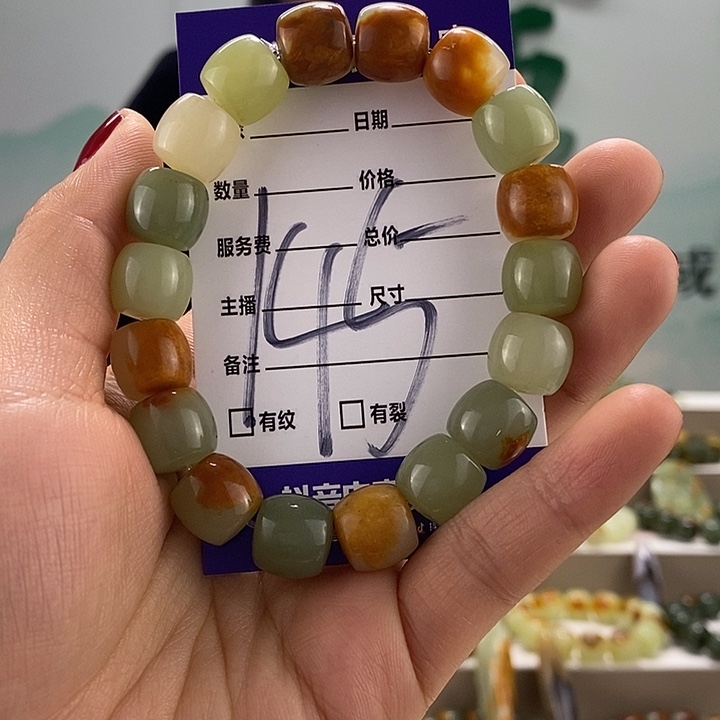 日期
数量 价格
服务费 总价
主播 尺寸
145
备注
□有纹 □有裂